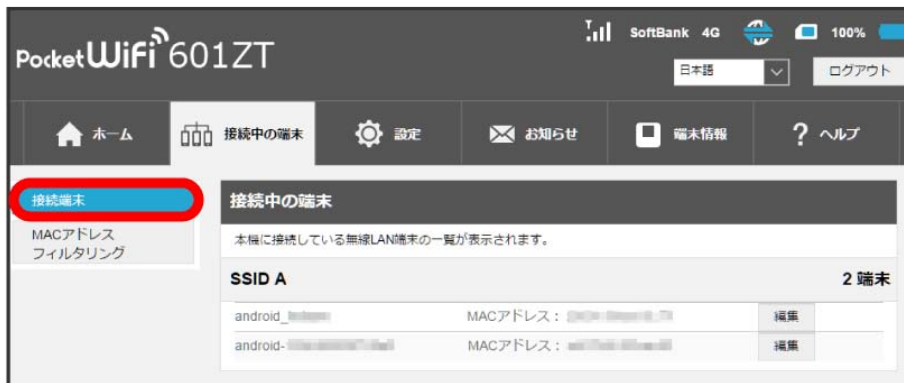 Pocket WiFi 601ZT
SoftBank 4G 100%
日本語 ログアウト
ホーム 接続中の端末 設定 お知らせ 端末情報 ? ヘルプ
接続端末
MACアドレス
フィルタリング
接続中の端末
本機に接続している無線LAN端末の一覧が表示されます。
SSID A 2 端末
android_ MACアドレス： 編集
android- MACアドレス： 編集